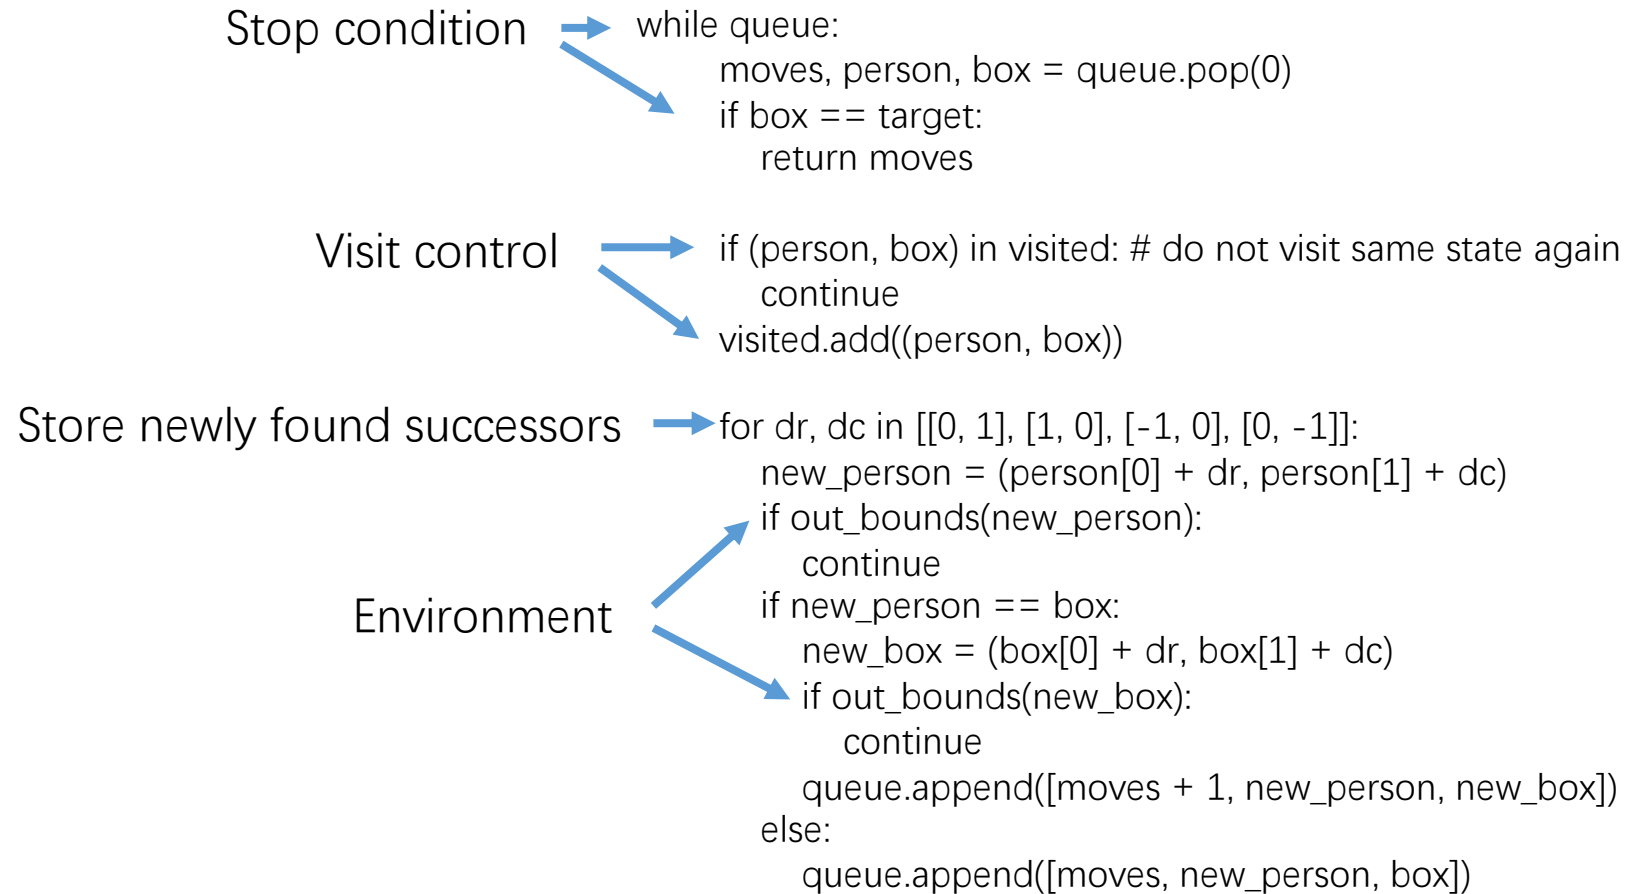 Stop condition
while queue:
moves, person, box = queue.pop(0)
if box == target:
return moves
Visit control
if (person, box) in visited: # do not visit same state again
continue
visited.add((person, box))
Store newly found successors
for dr, dc in [[0, 1], [1, 0], [-1, 0], [0, -1]]:
new_person = (person[0] + dr, person[1] + dc)
if out_bounds(new_person):
continue
Environment
if new_person == box:
new_box = (box[0] + dr, box[1] + dc)
if out_bounds(new_box):
continue
queue.append([moves + 1, new_person, new_box])
else:
queue.append([moves, new_person, box])